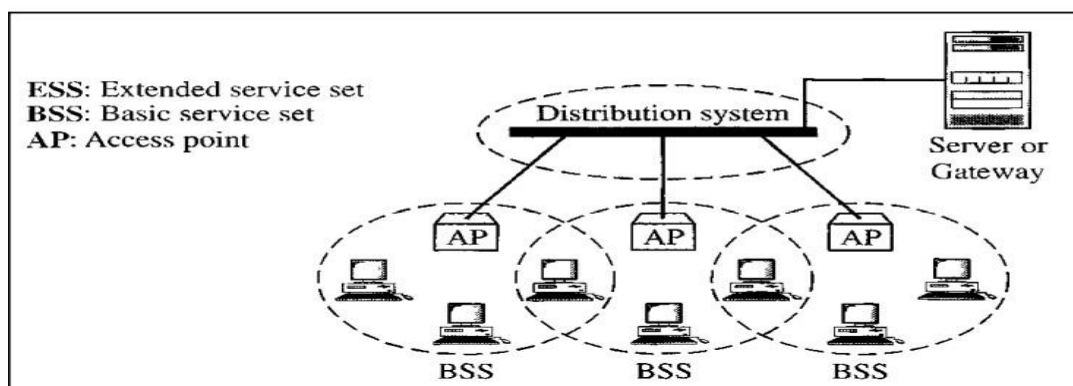 ESS: Extended service set
BSS: Basic service set
AP: Access point
Distribution system
Server or
Gateway
AP
AP
AP
BSS
BSS
BSS